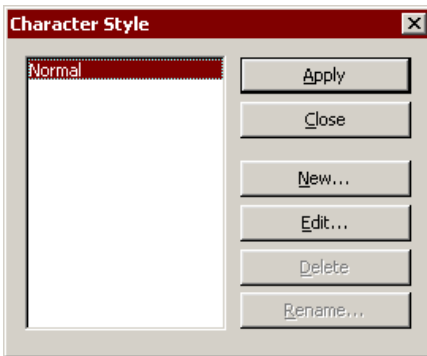 Character Style
Normal
Apply
Close
New...
Edit...
Delete
Rename...